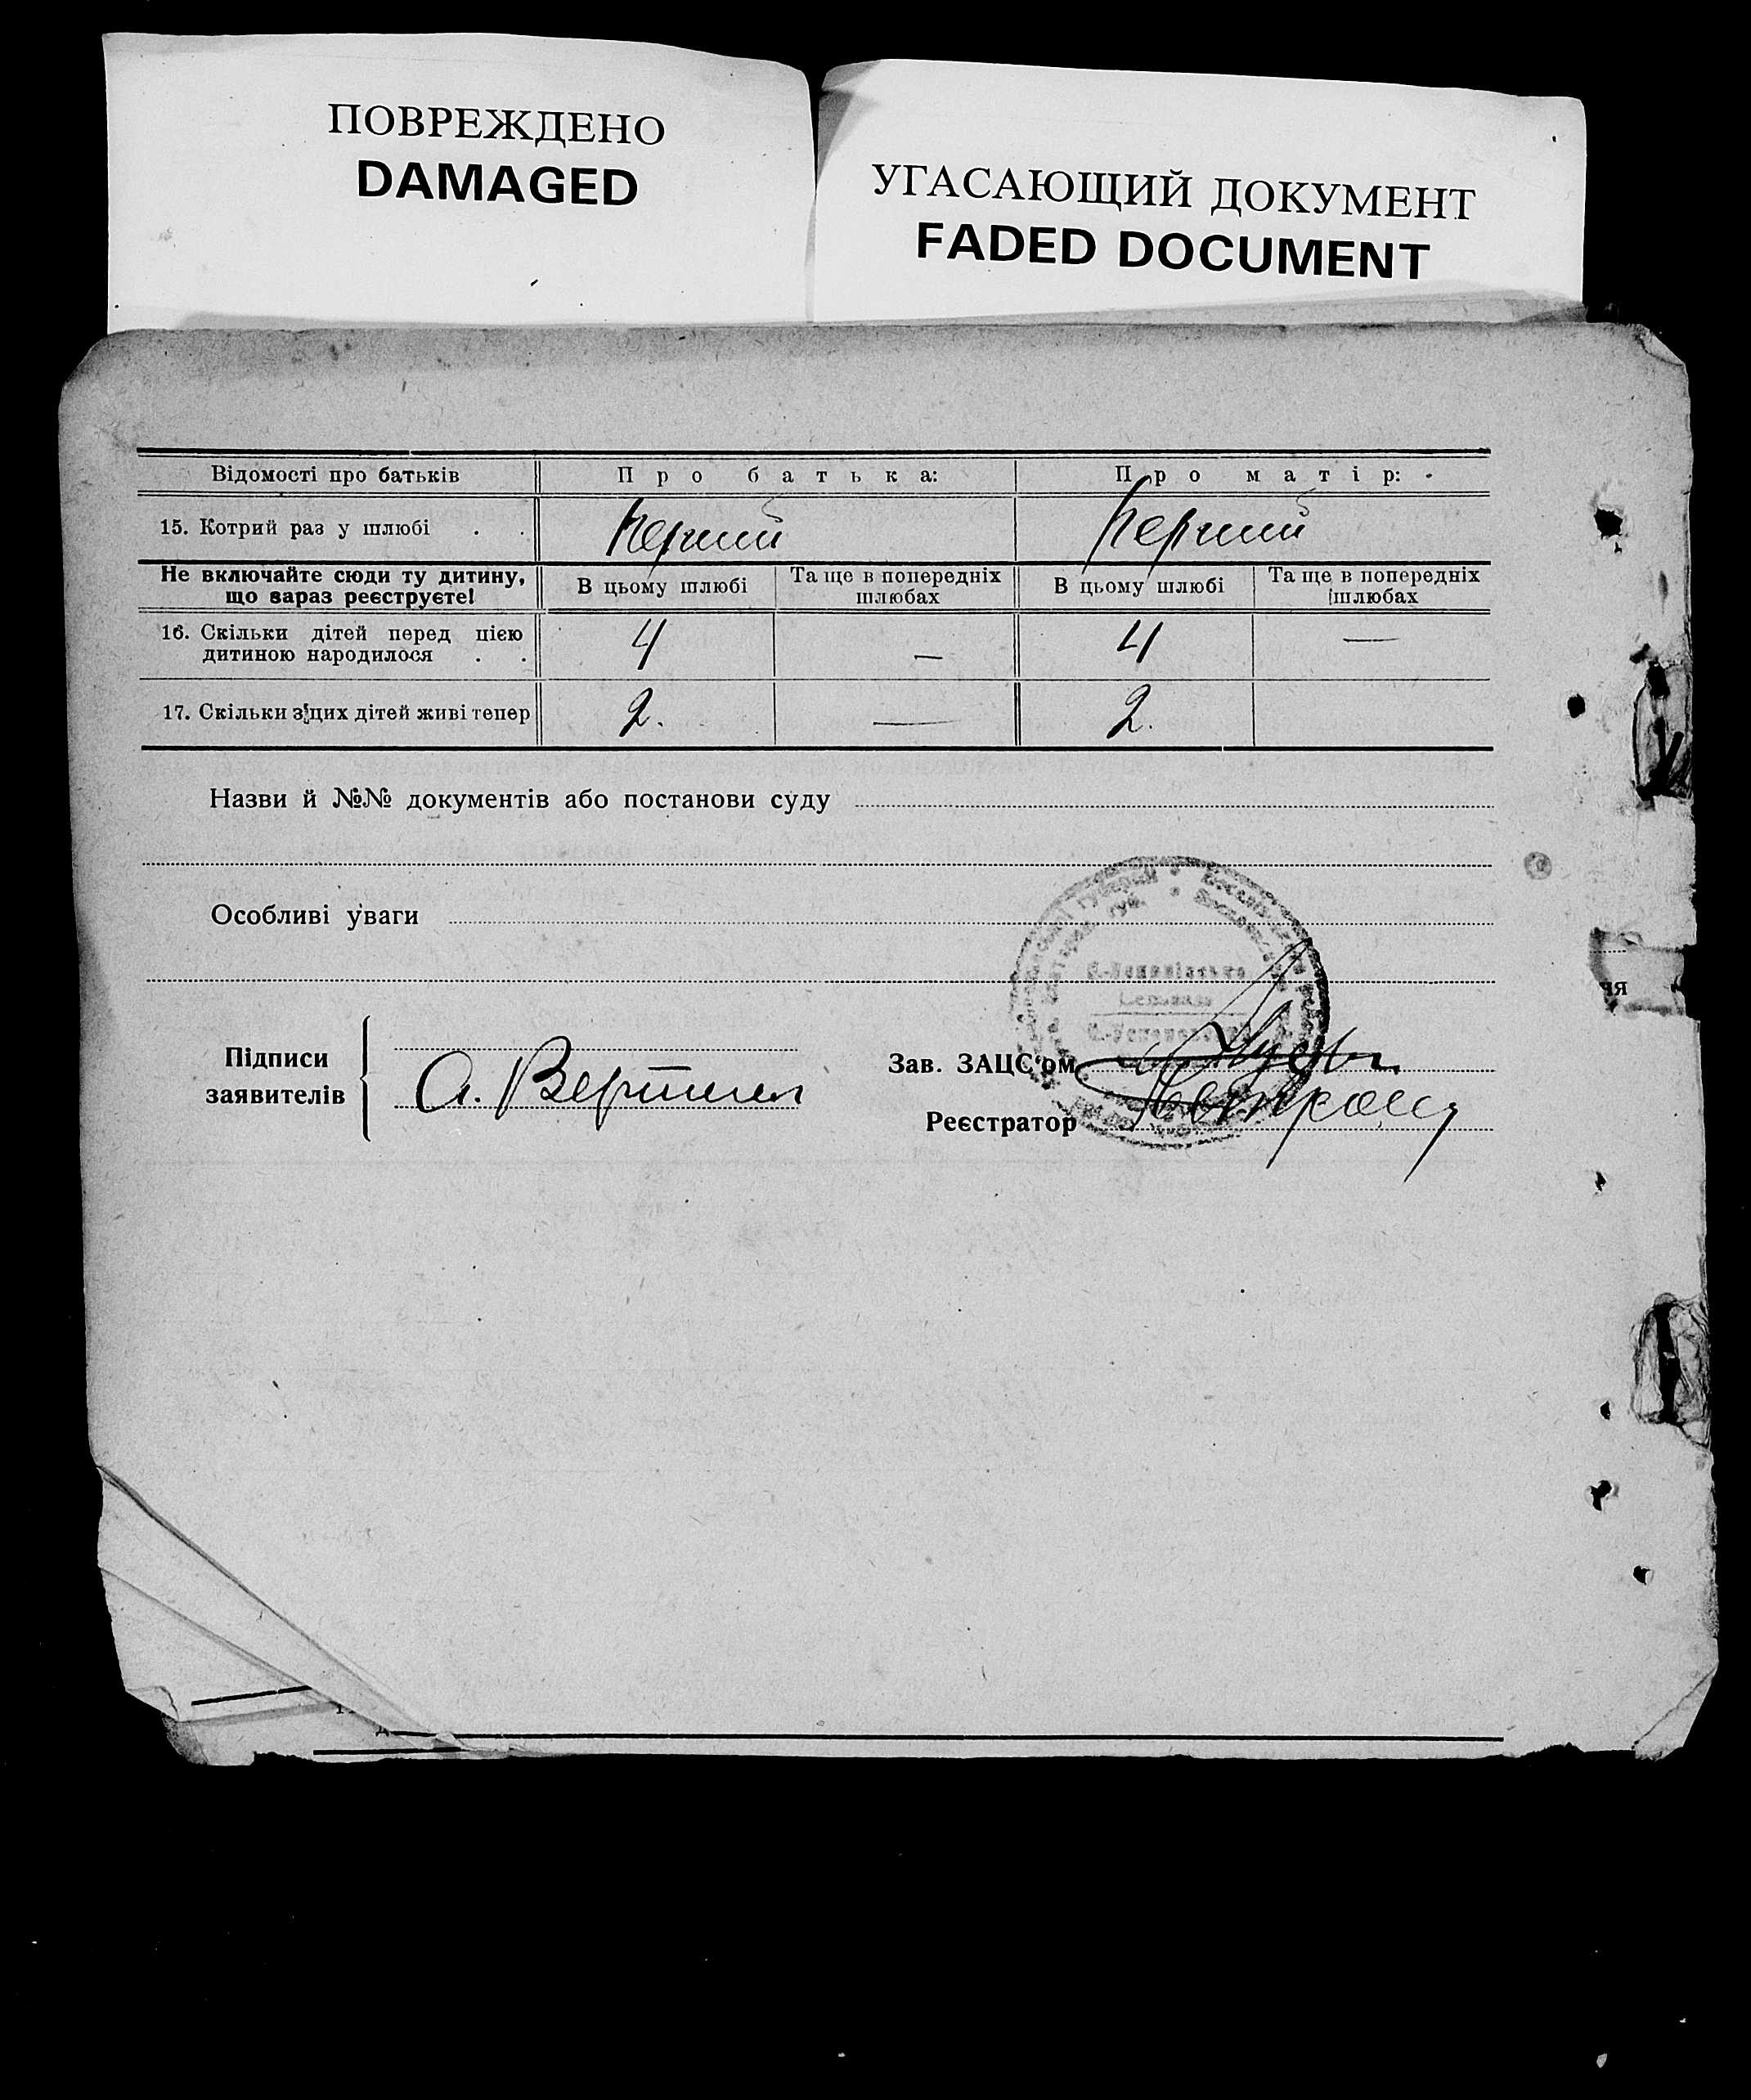 ПОВРЕЖДЕНО
DAMAGED
УГАСАЮЩИЙ ДОКУМЕНТ
FADED DOCUMENT
Відомості про батьків Про батька: Про матір:
15. Котрий раз у шлюбі . . Перший Перший
Не включайте сюди ту дитину, що зараз реєструєте! В цьому шлюбі Та ще в попередніх шлюбах В цьому шлюбі Та ще в попередніх шлюбах
16. Скільки дітей перед цією дитиною народилося . . 4 — 4 —
17. Скільки з цих дітей живі тепер 2. — 2.
Назви й №№ документів або постанови суду
Особливі уваги
Підписи
заявителів
А. Вертелел
Зав. ЗАЦС'ом
Реєстратор
ня